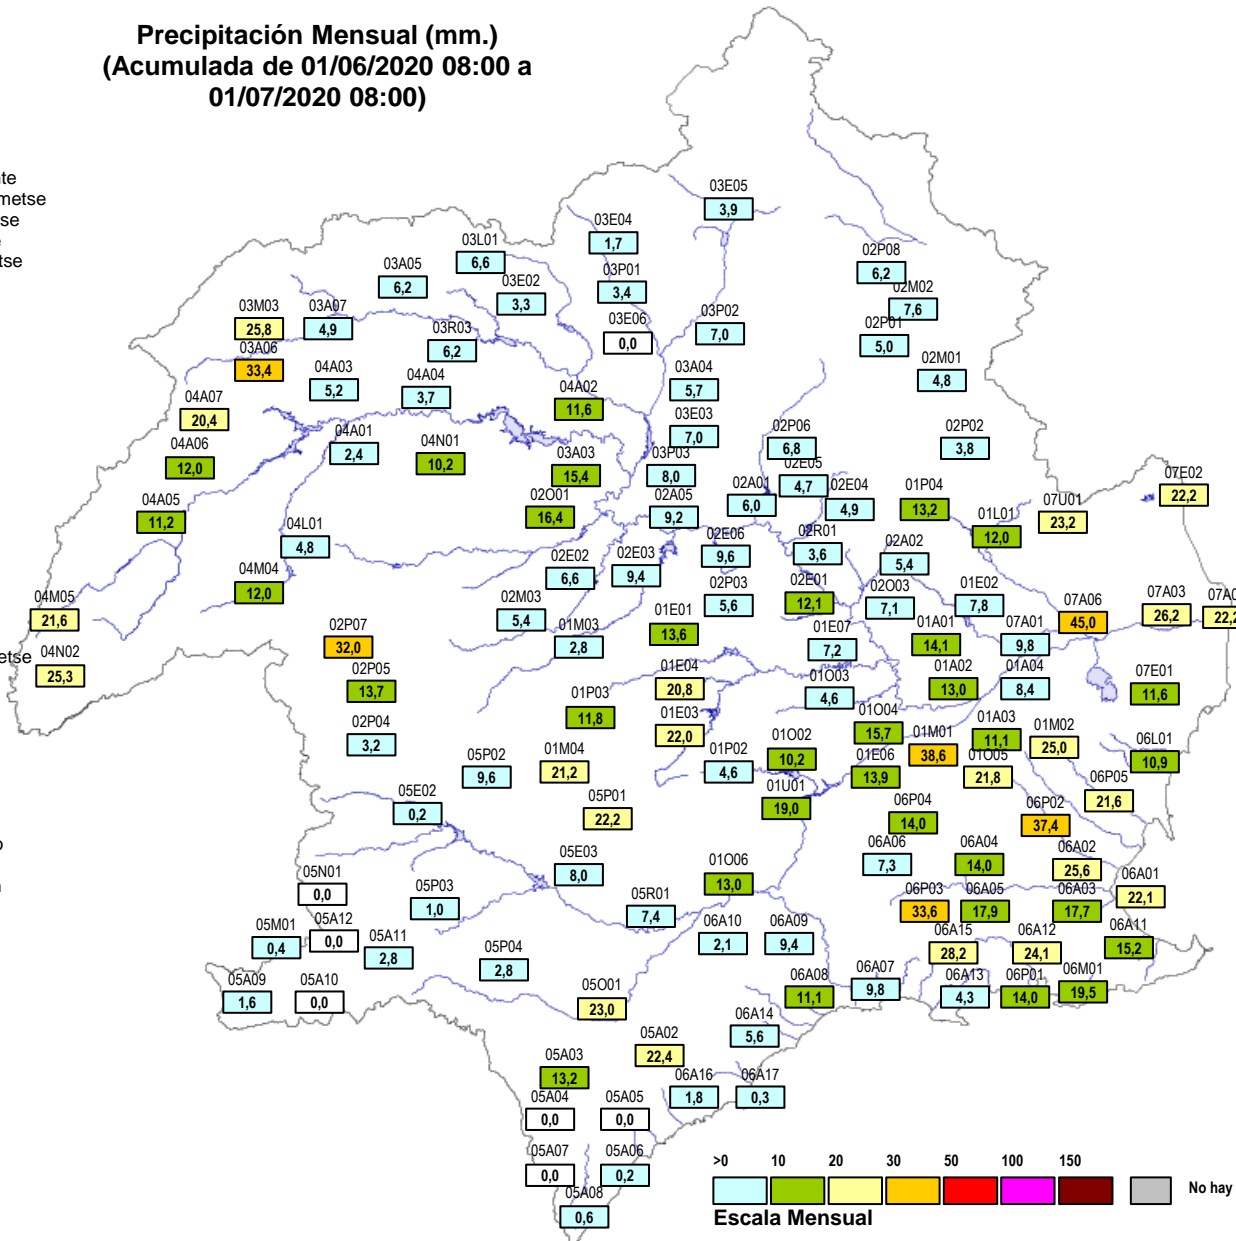 Precipitación Mensual (mm.)
(Acumulada de 01/06/2020 08:00 a
01/07/2020 08:00)
te
metse
se
e
tse
03E05
3,9
03E04
1,7
03L01
6,6
02P08
6,2
03A05
6,2
03P01
3,4
03E02
3,3
02M02
7,6
03M03
25,8
03A07
4,9
03E06
0,0
03P02
7,0
02P01
5,0
03R03
6,2
03A06
33,4
02M01
4,8
04A03
5,2
04A04
3,7
03A04
5,7
04A02
11,6
04A07
20,4
03E03
7,0
04A01
2,4
04N01
10,2
02P06
6,8
02P02
3,8
04A06
12,0
03A03
15,4
03P03
8,0
02E05
4,7
07E02
22,2
04A05
11,2
02O01
16,4
02A05
9,2
02A01
6,0
02E04
4,9
01P04
13,2
07U01
23,2
01L01
12,0
04L01
4,8
02E06
9,6
02R01
3,6
02A02
5,4
02E02
6,6
02E03
9,4
04M04
12,0
02P03
5,6
02E01
12,1
02O03
7,1
01E02
7,8
04M05
21,6
02M03
5,4
07A06
45,0
07A03
26,2
07A0
22,2
02P07
32,0
01M03
2,8
01E01
13,6
01E07
7,2
01A01
14,1
07A01
9,8
etse
04N02
25,3
02P05
13,7
01E04
20,8
01O03
4,6
01A02
13,0
01A04
8,4
07E01
11,6
01P03
11,8
01E03
22,0
01O04
15,7
02P04
3,2
01M01
38,6
01A03
11,1
01M02
25,0
06L01
10,9
05P02
9,6
01M04
21,2
01P02
4,6
01O02
10,2
01E06
13,9
01O05
21,8
05E02
0,2
05P01
22,2
01U01
19,0
06P04
14,0
06P02
37,4
06P05
21,6
o
05E03
8,0
01O06
13,0
06A06
7,3
06A04
14,0
06A02
25,6
n
05N01
0,0
05P03
1,0
05R01
7,4
06P03
33,6
06A05
17,9
06A03
17,7
06A01
22,1
05M01
0,4
05A12
0,0
05A11
2,8
05P04
2,8
06A10
2,1
06A09
9,4
06A15
28,2
06A12
24,1
06A11
15,2
05A09
1,6
05A10
0,0
05O01
23,0
06A08
11,1
06A07
9,8
06A13
4,3
06P01
14,0
06M01
19,5
05A02
22,4
06A14
5,6
05A03
13,2
06A16
1,8
06A17
0,3
05A04
0,0
05A05
0,0
05A07
0,0
05A06
0,2
05A08
0,6
>0 10 20 30 50 100 150
No hay
Escala Mensual